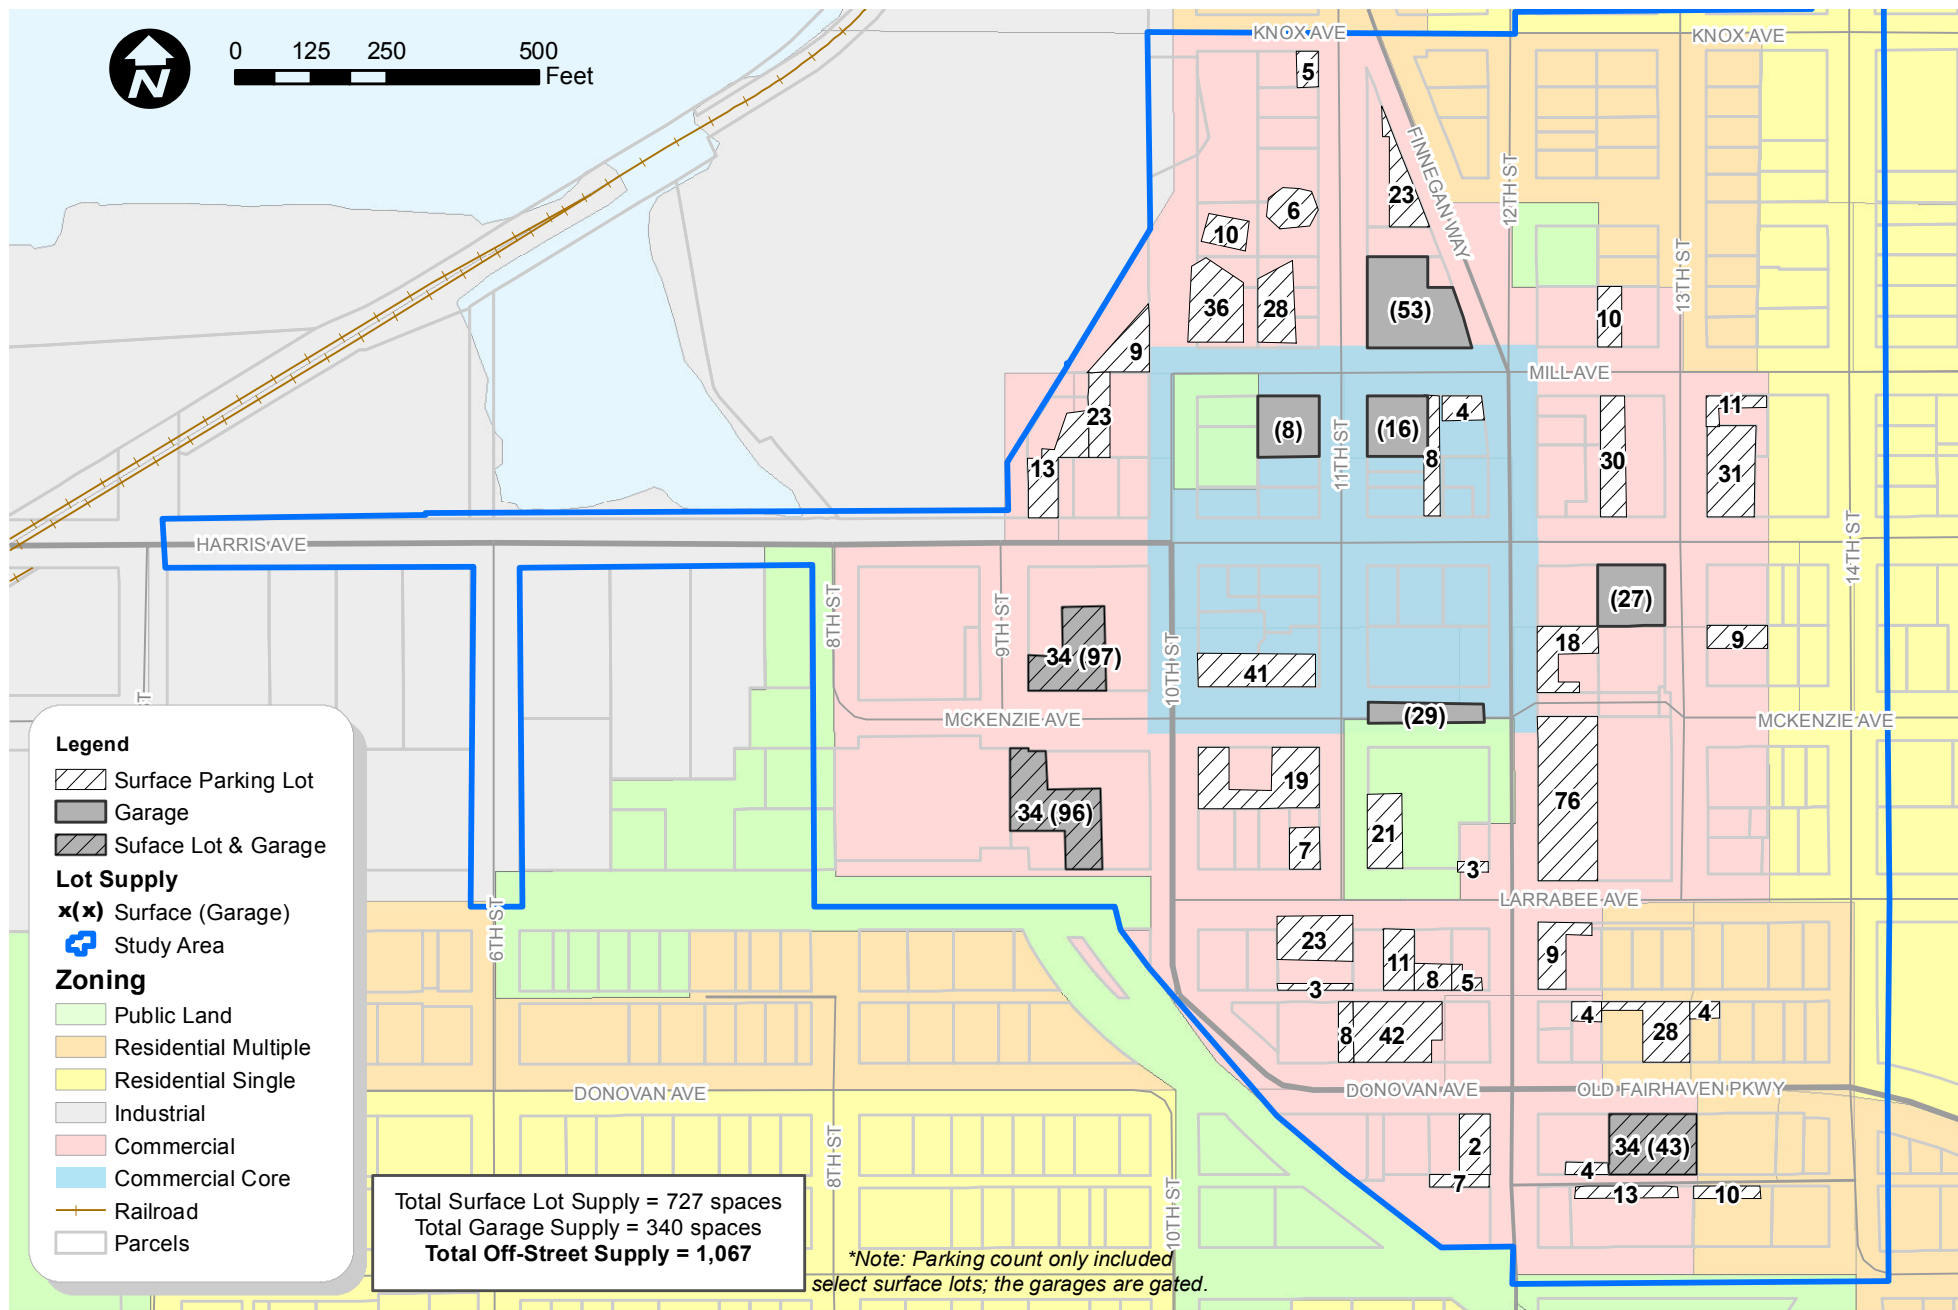 0 125 250 500
Feet
N
KNOX AVE
KNOX AVE
5
FINNEGAN WAY
12TH ST
23
6
10
13TH ST
36
28
(53)
10
9
MILL AVE
23
(8)
(16)
4
8
11
30
31
13
11TH ST
14TH ST
HARRIS AVE
8TH ST
9TH ST
10TH ST
(27)
18
9
34 (97)
41
ST
(29)
MCKENZIE AVE
MCKENZIE AVE
19
76
34 (96)
21
7
3
LARRABEE AVE
6TH ST
23
11
8
5
9
3
8
42
4
28
4
DONOVAN AVE
DONOVAN AVE
OLD FAIRHAVEN PKWY
8TH ST
10TH ST
2
7
34 (43)
4
13
10
Legend
Surface Parking Lot
Garage
Suface Lot & Garage
Lot Supply
x(x) Surface (Garage)
Study Area
Zoning
Public Land
Residential Multiple
Residential Single
Industrial
Commercial
Commercial Core
Railroad
Parcels
Total Surface Lot Supply = 727 spaces
Total Garage Supply = 340 spaces
Total Off-Street Supply = 1,067
*Note: Parking count only included
select surface lots; the garages are gated.